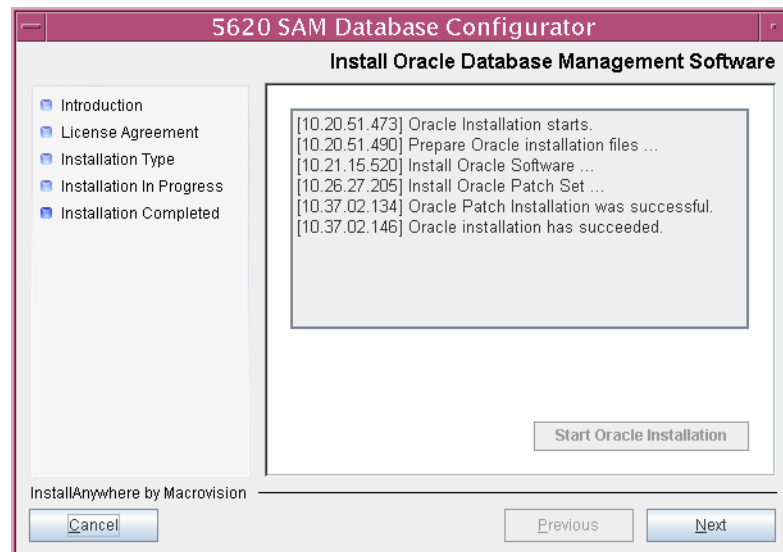 5620 SAM Database Configurator
Install Oracle Database Management Software
Introduction
License Agreement
Installation Type
Installation In Progress
Installation Completed
[10.20.51.473] Oracle Installation starts.
[10.20.51.490] Prepare Oracle installation files ...
[10.21.15.520] Install Oracle Software ...
[10.26.27.205] Install Oracle Patch Set ...
[10.37.02.134] Oracle Patch Installation was successful.
[10.37.02.146] Oracle installation has succeeded.
Start Oracle Installation
InstallAnywhere by Macrovision
Cancel
Previous
Next